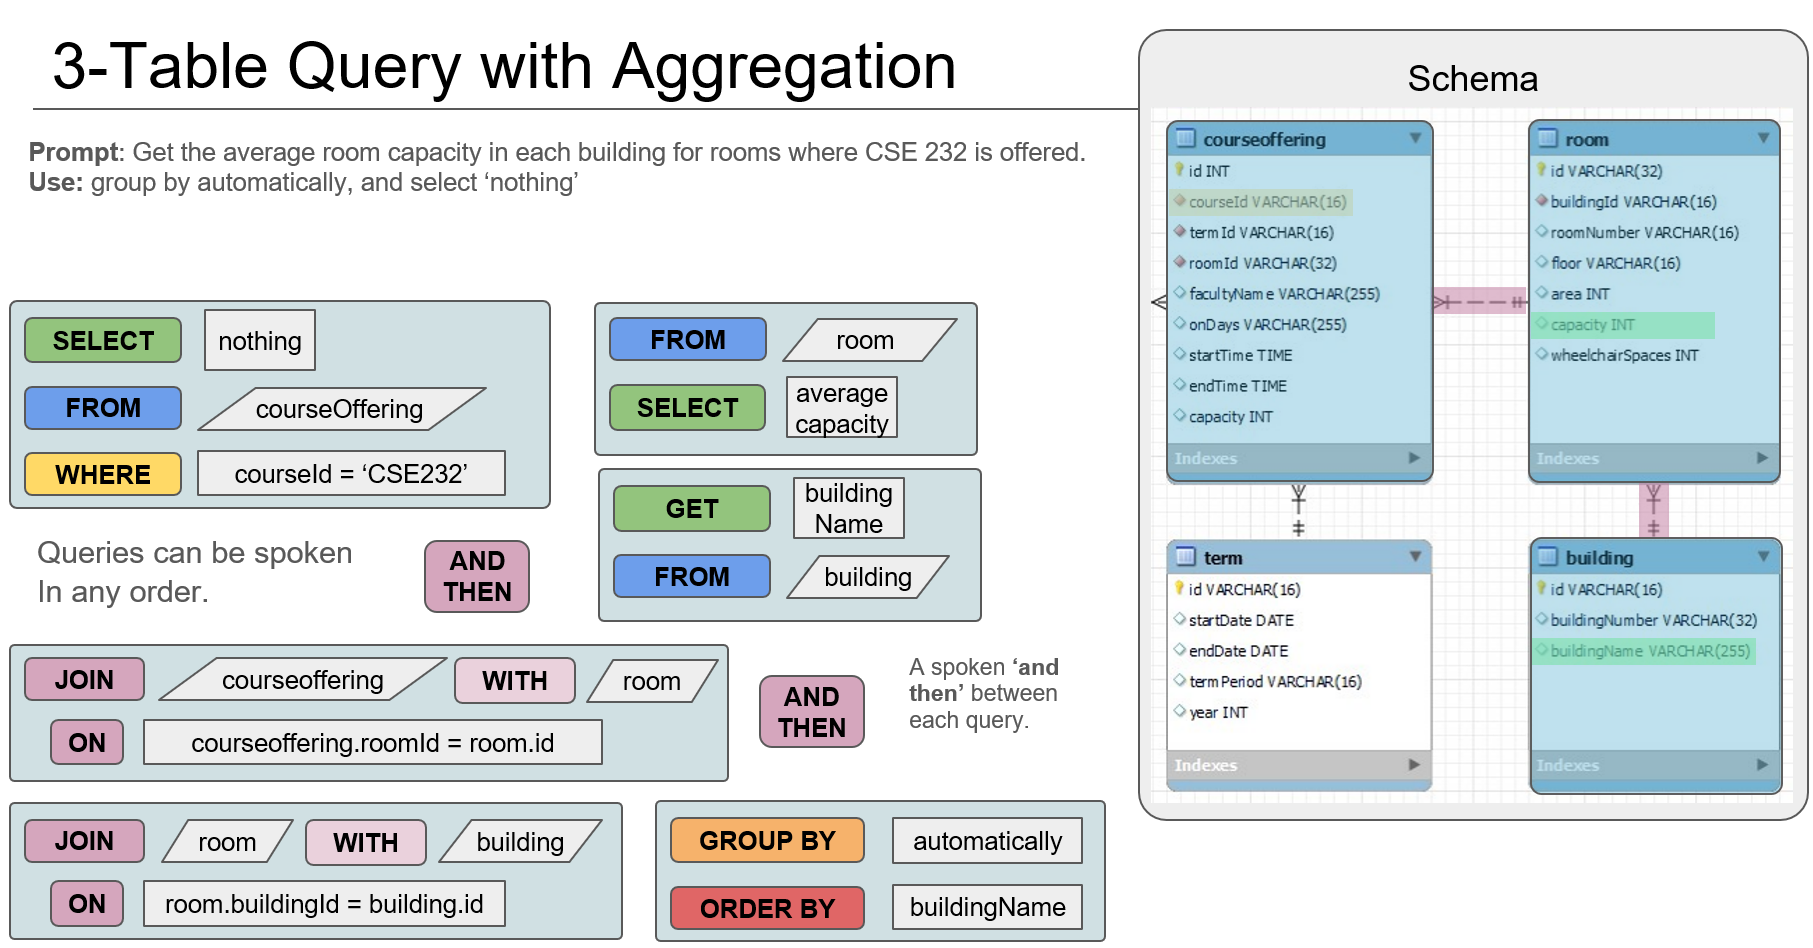 3-Table Query with Aggregation
Prompt: Get the average room capacity in each building for rooms where CSE 232 is offered.
Use: group by automatically, and select ‘nothing’
SELECT nothing
FROM courseOffering
WHERE courseId = ‘CSE232’
FROM room
SELECT average
capacity
GET building
Name
FROM building
Queries can be spoken
In any order.
AND
THEN
JOIN courseoffering WITH room
ON courseoffering.roomId = room.id
AND
THEN
A spoken ‘and
then’ between
each query.
JOIN room WITH building
ON room.buildingId = building.id
GROUP BY automatically
ORDER BY buildingName
Schema
courseoffering
id INT
courseId VARCHAR(16)
termId VARCHAR(16)
roomId VARCHAR(32)
facultyName VARCHAR(255)
onDays VARCHAR(255)
startTime TIME
endTime TIME
capacity INT
Indexes
room
id VARCHAR(32)
buildingId VARCHAR(16)
roomNumber VARCHAR(16)
floor VARCHAR(16)
area INT
capacity INT
wheelchairSpaces INT
Indexes
term
id VARCHAR(16)
startDate DATE
endDate DATE
termPeriod VARCHAR(16)
year INT
Indexes
building
id VARCHAR(16)
buildingNumber VARCHAR(32)
buildingName VARCHAR(255)
Indexes